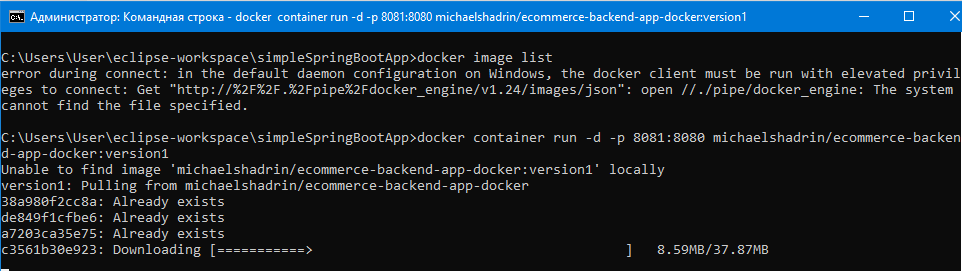 Администратор: Командная строка - docker  container run -d -p 8081:8080 michaelshadrin/ecommerce-backend-app-docker:version1
C:\Users\User\eclipse-workspace\simpleSpringBootApp>docker image list
error during connect: in the default daemon configuration on Windows, the docker client must be run with elevated privil
eges to connect: Get "http://%2F%2F.%2Fpipe%2Fdocker_engine/v1.24/images/json": open //./pipe/docker_engine: The system
cannot find the file specified.
C:\Users\User\eclipse-workspace\simpleSpringBootApp>docker container run -d -p 8081:8080 michaelshadrin/ecommerce-backen
d-app-docker:version1
Unable to find image 'michaelshadrin/ecommerce-backend-app-docker:version1' locally
version1: Pulling from michaelshadrin/ecommerce-backend-app-docker
38a980f2cc8a: Already exists
de849f1cfbe6: Already exists
a7203ca35e75: Already exists
c3561b30e923: Downloading [===========>                                       ]   8.59MB/37.87MB